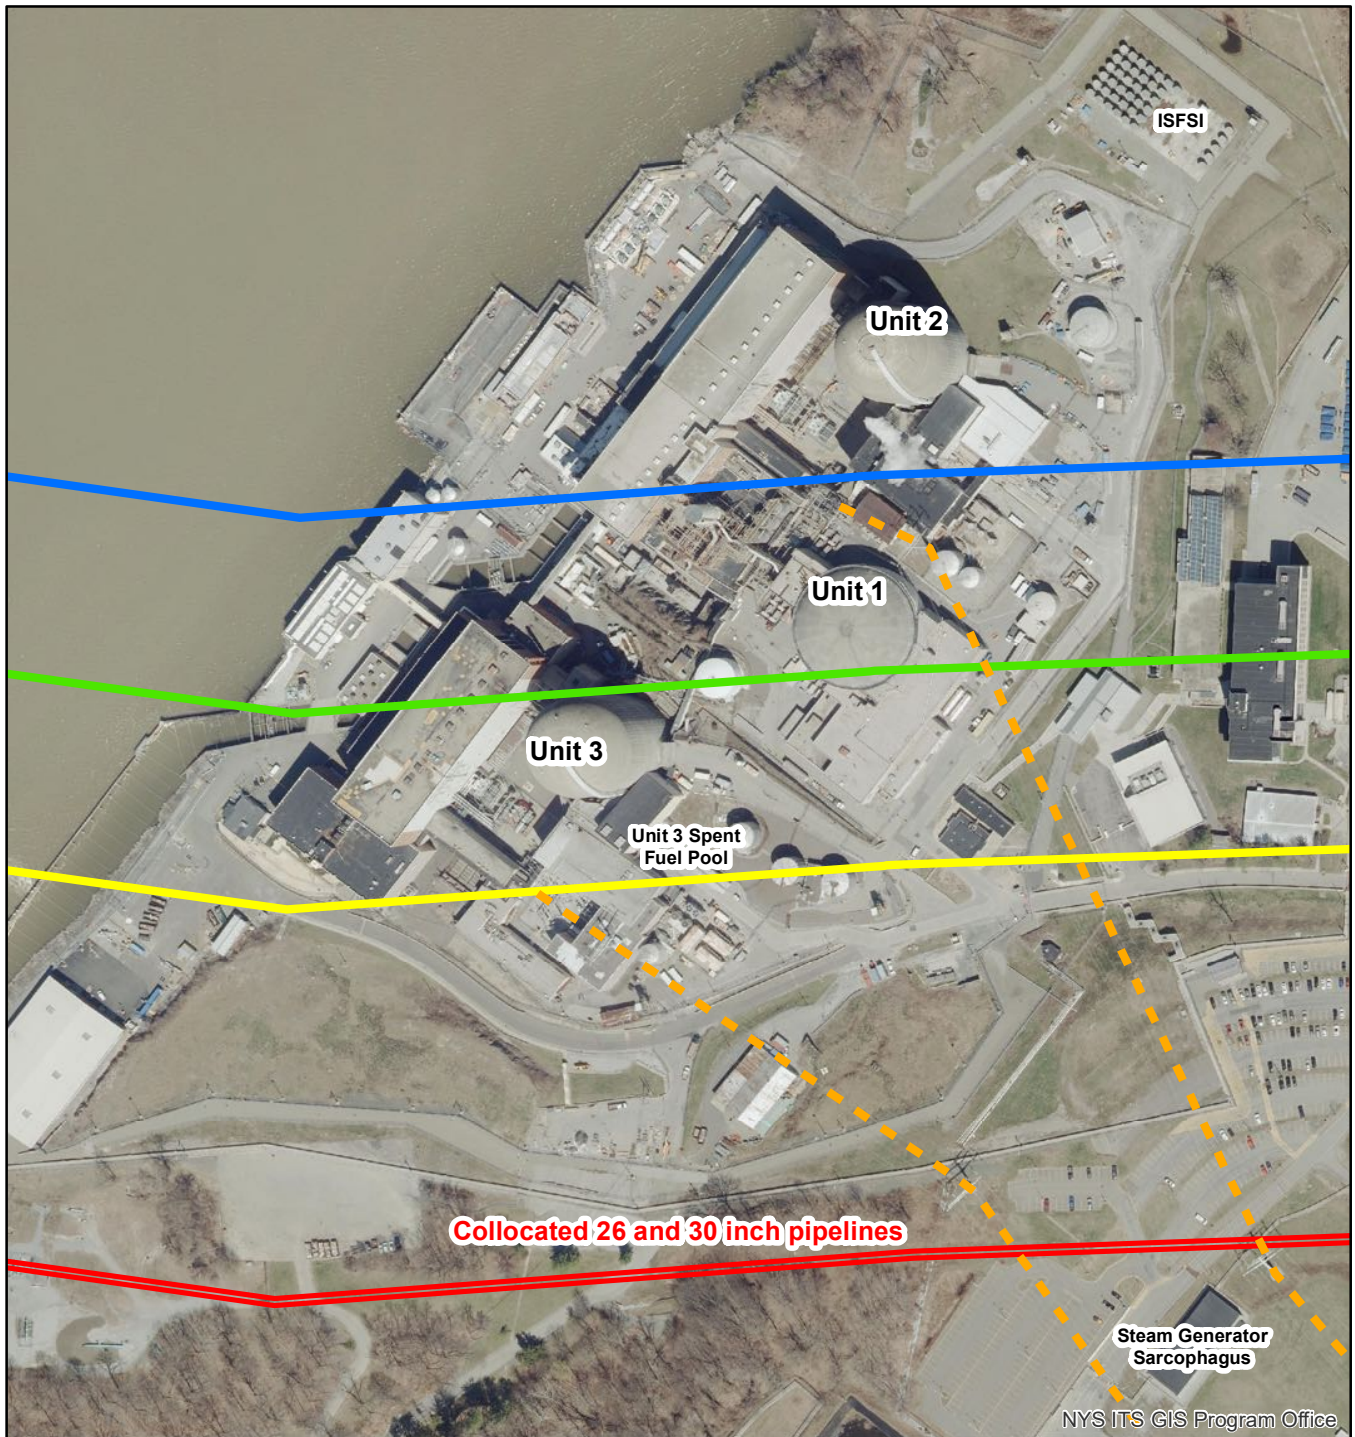 ISFSI
Unit 2
Unit 1
Unit 3
Unit 3 Spent
Fuel Pool
Collocated 26 and 30 inch pipelines
Steam Generator
Sarcophagus
NYS ITS GIS Program Office